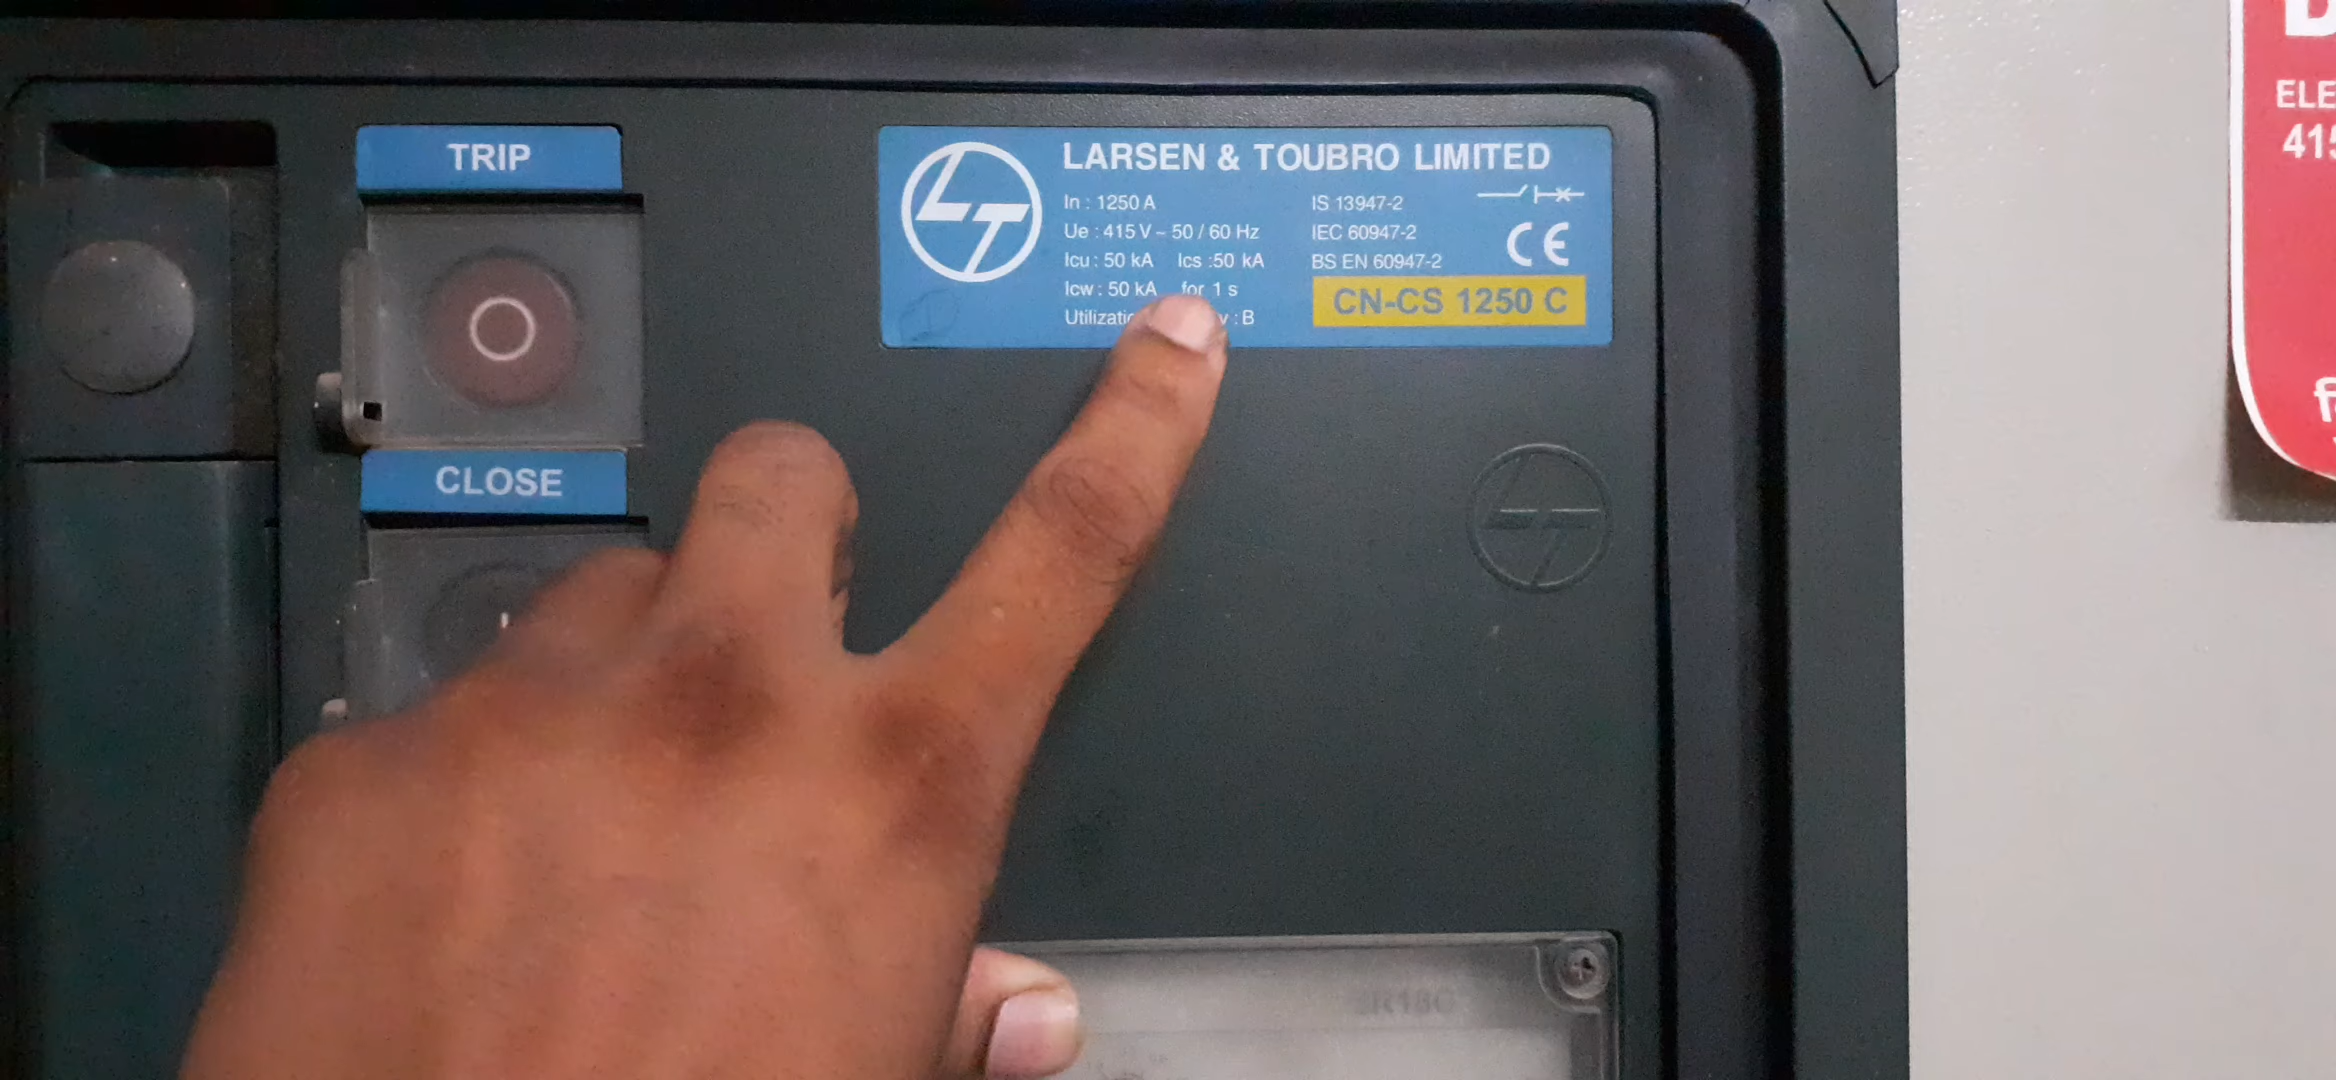 TRIP
CLOSE
LARSEN & TOUBRO LIMITED
In : 1250 A
Ue : 415 V ~ 50 / 60 Hz
Icu : 50 kA Ics :50 kA
Icw : 50 kA for 1 s
: B
IS 13947-2
IEC 60947-2
BS EN 60947-2
CE
CN-CS 1250 C
415